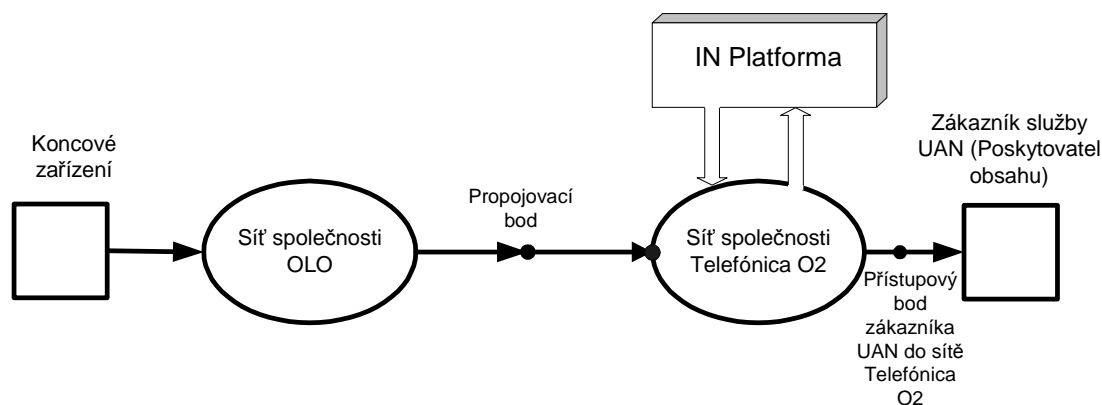 IN Platforma
Koncové
zařízení
Síť společnosti
OLO
Propojovací
bod
Síť společnosti
Telefónica O2
Zákazník služby
UAN (Poskytovatel
obsahu)
Přístupový
bod
zákazníka
UAN do sítě
Telefónica
O2